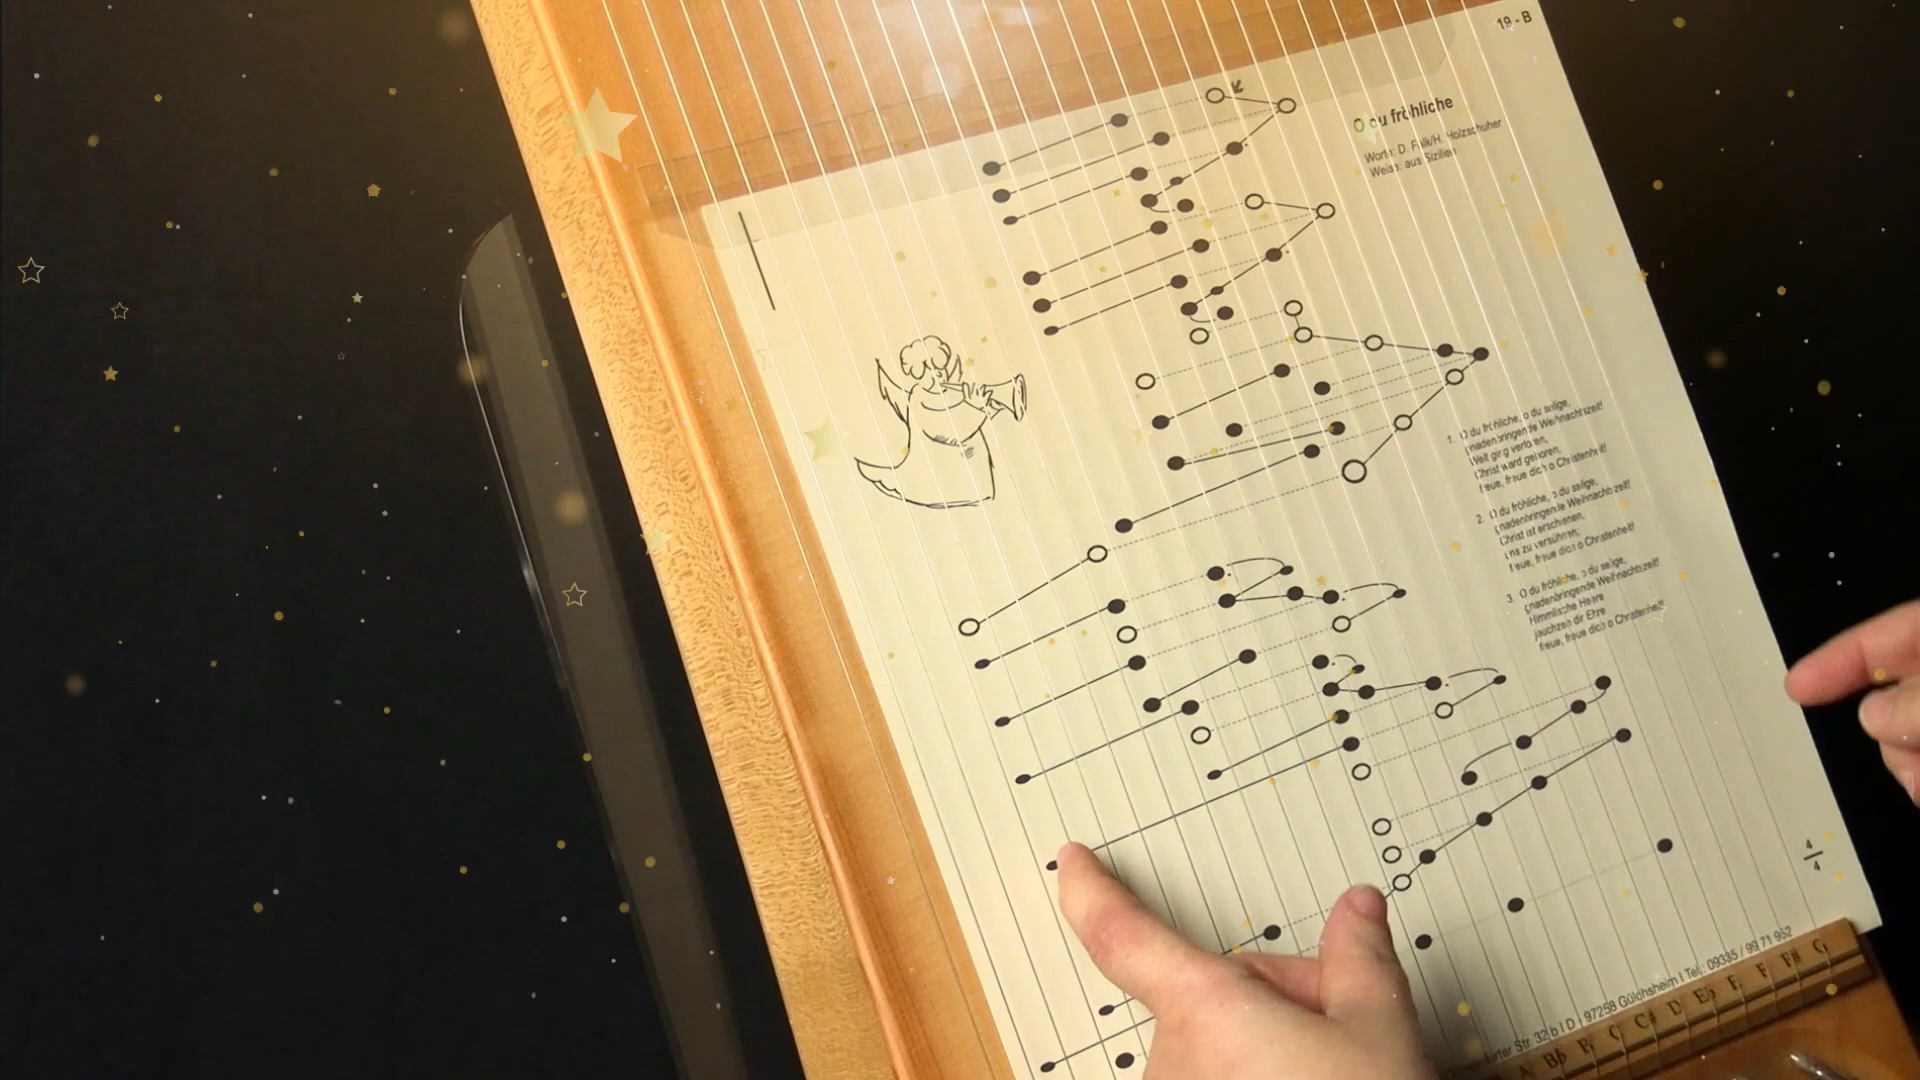 19 - B
O du fröhliche
Worte: D. Falk/H. Holzschuher
Weise: aus Sizilien
1. O du fröhliche, o du selige,
gnadenbringende Weihnachtszeit!
Welt ging verloren,
Christ ward geboren,
freue, freue dich o Christenheit!
2. O du fröhliche, o du selige,
gnadenbringende Weihnachtszeit!
Christ ist erschienen,
uns zu versühnen;
freue, freue dich o Christenheit!
3. O du fröhliche, o du selige,
gnadenbringende Weihnachtszeit!
Himmlische Heere
jauchzen dir Ehre
freue, freue dich o Christenheit!
4
4
Str. 32 b I D - 97258 Gülchsheim I Tel.: 09335 / 99 71 952
A Bb B C C# D Eb E F F# G